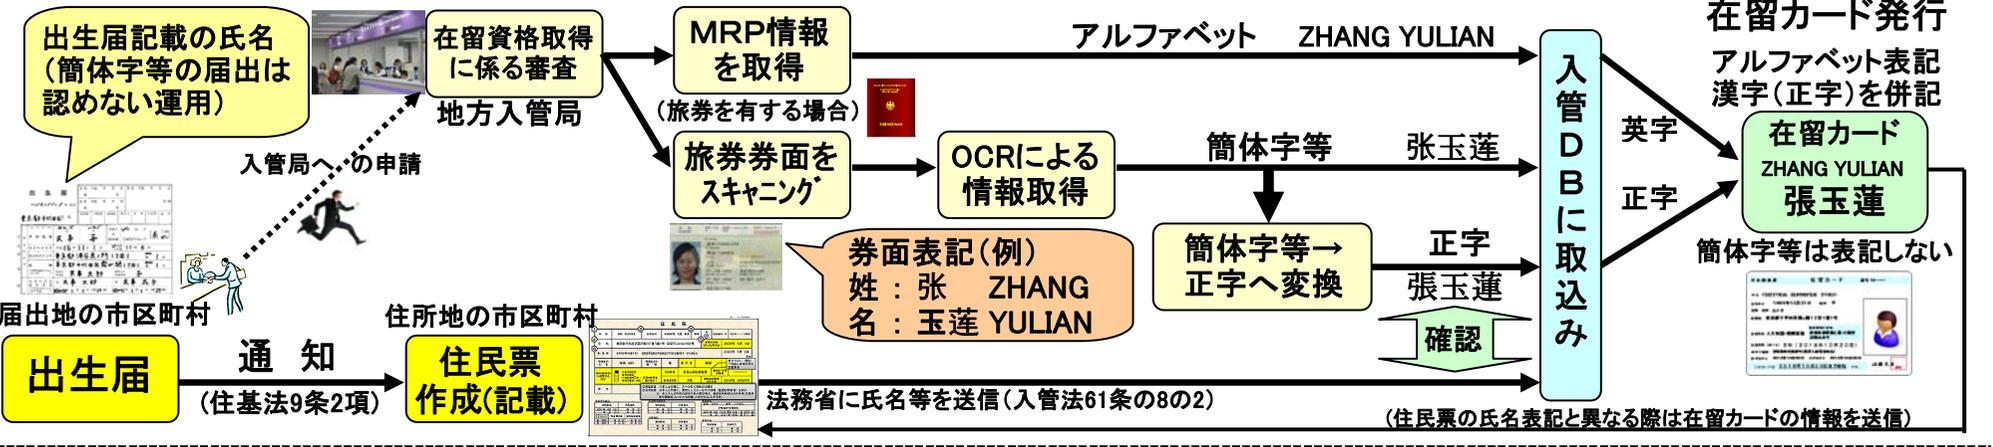 出生届記載の氏名
（簡体字等の届出は
認めない運用）
在留資格取得
に係る審査
地方入管局
入管局へ の申請
届出地の市区町村
出生届
通 知
（住基法9条2項）
住所地の市区町村
住民票
作成（記載）
ＭＲＰ情報
を取得
（旅券を有する場合）
旅券券面を
ｽｷｬﾆﾝｸﾞ
OCRによる
情報取得
券面表記（例）
姓：张 ZHANG
名：玉莲 YULIAN
アルファベット ZHANG YULIAN
簡体字等 张玉莲
簡体字等→
正字へ変換
正字
張玉蓮
確認
法務省に氏名等を送信（入管法61条の8の2）
入管ＤＢに取込み
英字
正字
在留カード発行
アルファベット表記
漢字（正字）を併記
在留カード
ZHANG YULIAN
張玉蓮
簡体字等は表記しない
（住民票の氏名表記と異なる際は在留カードの情報を送信）